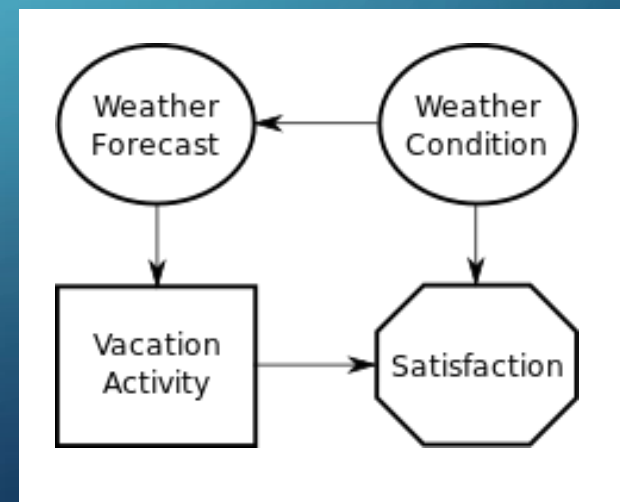 Weather
Forecast
Weather
Condition
Vacation
Activity
Satisfaction